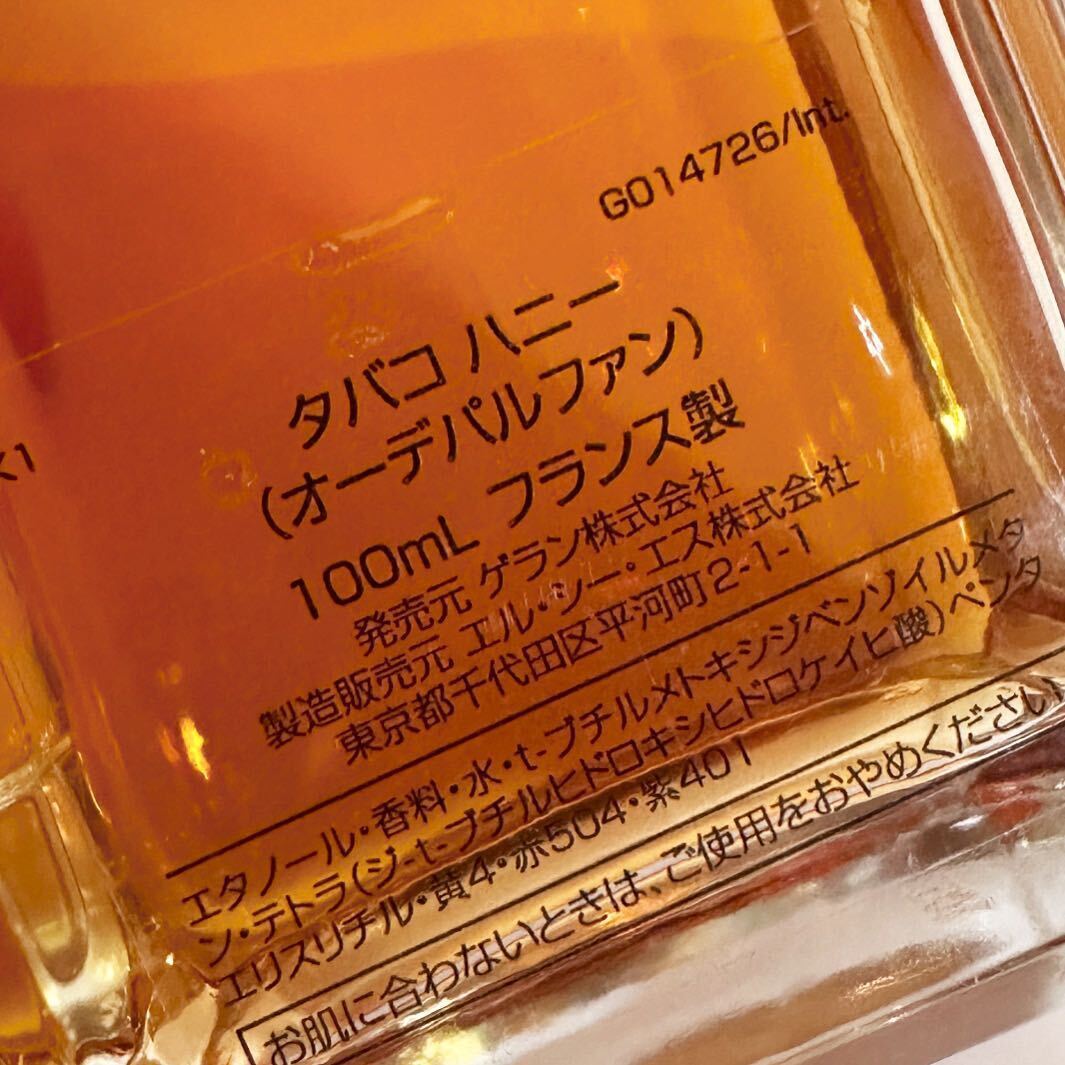 G014726/Int.
タバコ ハニー
(オーデパルファン)
100mL フランス製
発売元 ゲラン株式会社
製造販売元 エル・シー・エス株式会社
東京都千代田区平河町2-1-1
エタノール・香料・水・t-ブチルメトキシジベンゾイルメタ
ン・テトラ(ジ-t-ブチルヒドロキシヒドロケイヒ酸)ペンタ
エリスリチル・黄4・赤504・紫401
お肌に合わないときは、ご使用をおやめください